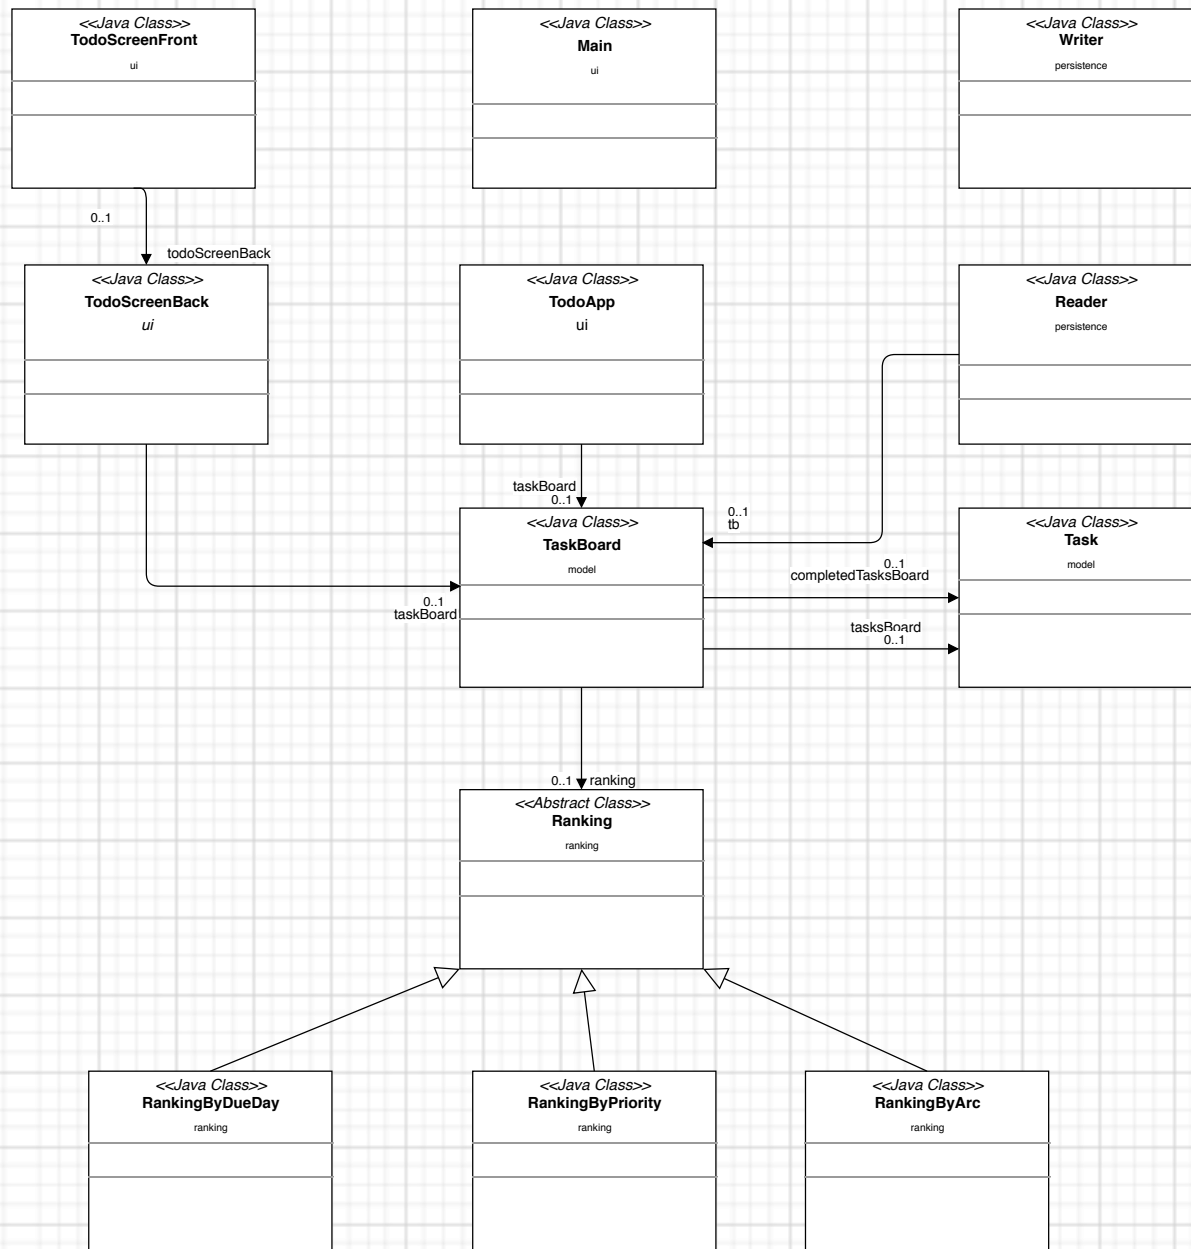 <<Java Class>>
TodoScreenFront
ui
<<Java Class>>
Main
ui
<<Java Class>>
Writer
persistence
0..1
todoScreenBack
<<Java Class>>
TodoScreenBack
ui
<<Java Class>>
TodoApp
ui
<<Java Class>>
Reader
persistence
taskBoard
0..1
0..1
tb
<<Java Class>>
TaskBoard
model
<<Java Class>>
Task
model
0..1
completedTasksBoard
0..1
taskBoard
tasksBoard
0..1
0..1
ranking
<<Abstract Class>>
Ranking
ranking
<<Java Class>>
RankingByDueDay
ranking
<<Java Class>>
RankingByPriority
ranking
<<Java Class>>
RankingByArc
ranking